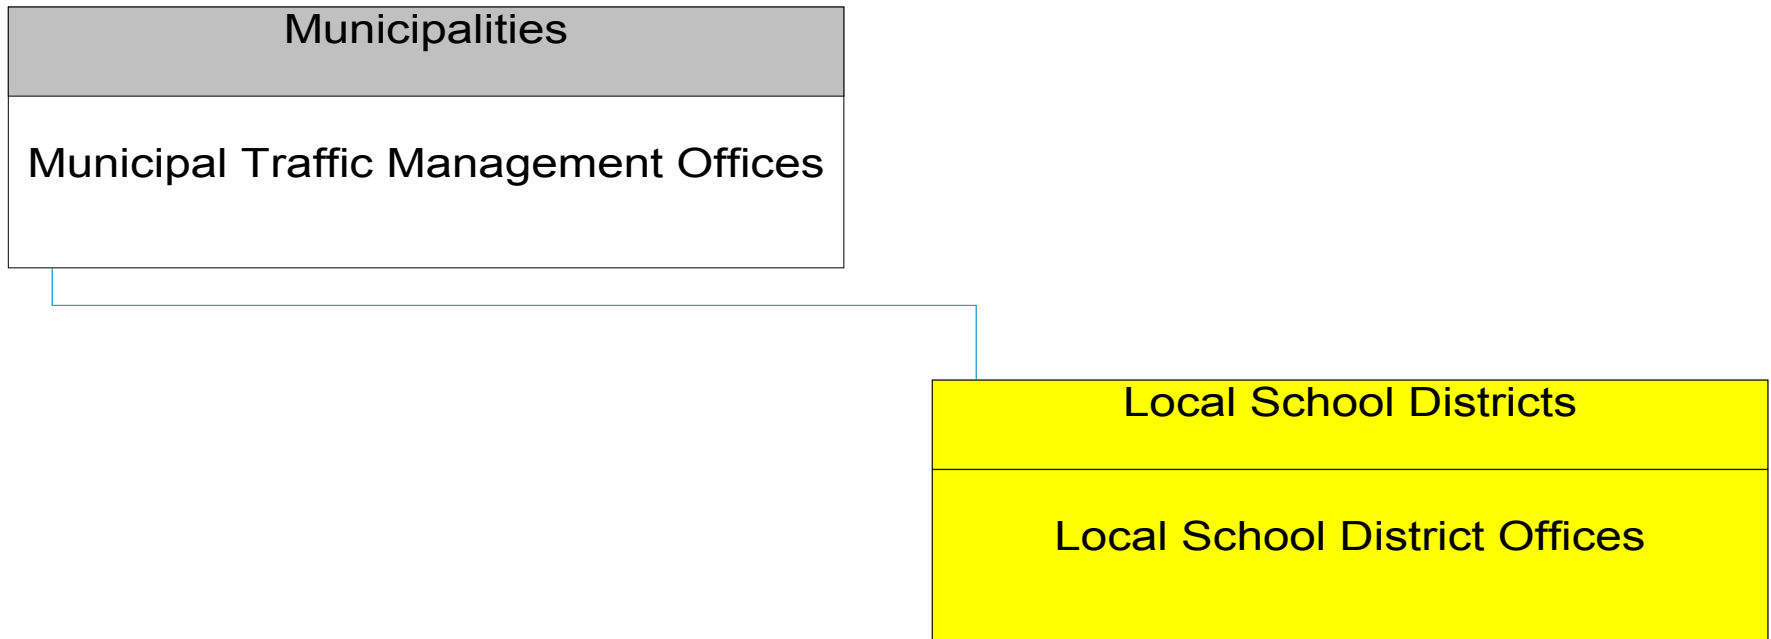 Municipalities
Municipal Traffic Management Offices
Local School Districts
Local School District Offices